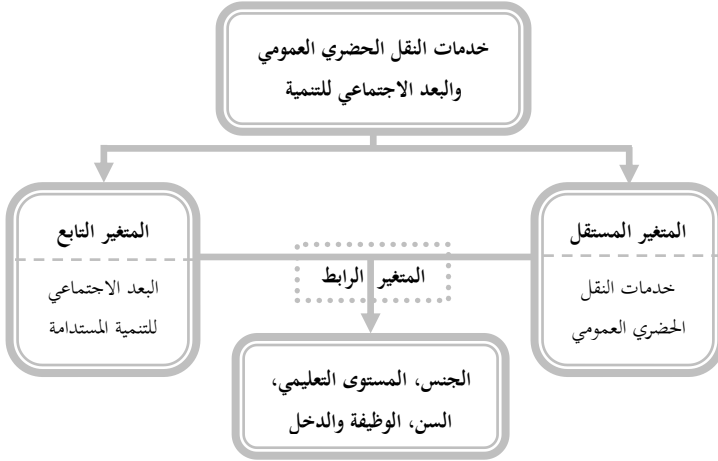 خدمات النقل الحضري العمومي
والبعد الاجتماعي للتنمية
المتغير المستقل
خدمات النقل
الحضري العمومي
المتغير التابع
البعد الاجتماعي
للتنمية المستدامة
المتغير الرابط
الجنس، المستوى التعليمي،
السن، الوظيفة والدخل